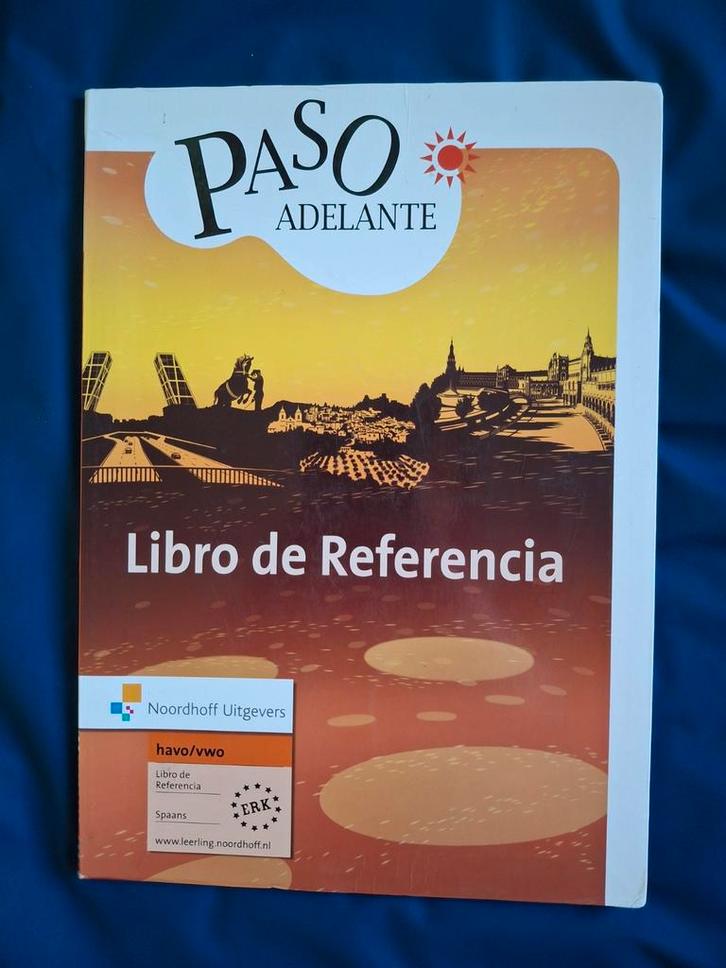 PASO
ADELANTE
Libro de Referencia
Noordhoff Uitgevers
havo/vwo
Libro de
Referencia
ERK
Spaans
www.leerling.noordhoff.nl